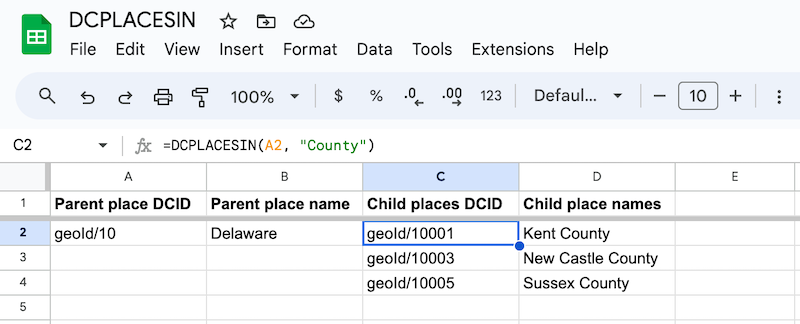 DCPLACESIN
File Edit View Insert Format Data Tools Extensions Help
100% $ % .0 .00 123 Defaul... 10
C2 fx =DCPLACESIN(A2, "County")
A B C D E
1 Parent place DCID Parent place name Child places DCID Child place names
2 geoId/10 Delaware geoId/10001 Kent County
3 geoId/10003 New Castle County
4 geoId/10005 Sussex County
5